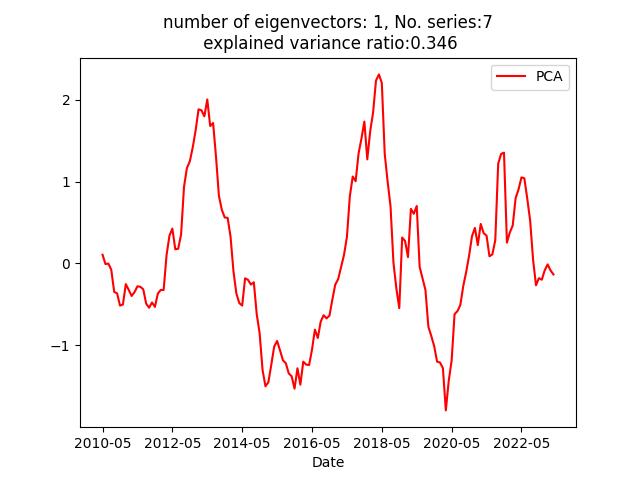 number of eigenvectors: 1, No. series:7
explained variance ratio:0.346
PCA
2
1
0
−1
2010-05 2012-05 2014-05 2016-05 2018-05 2020-05 2022-05
Date